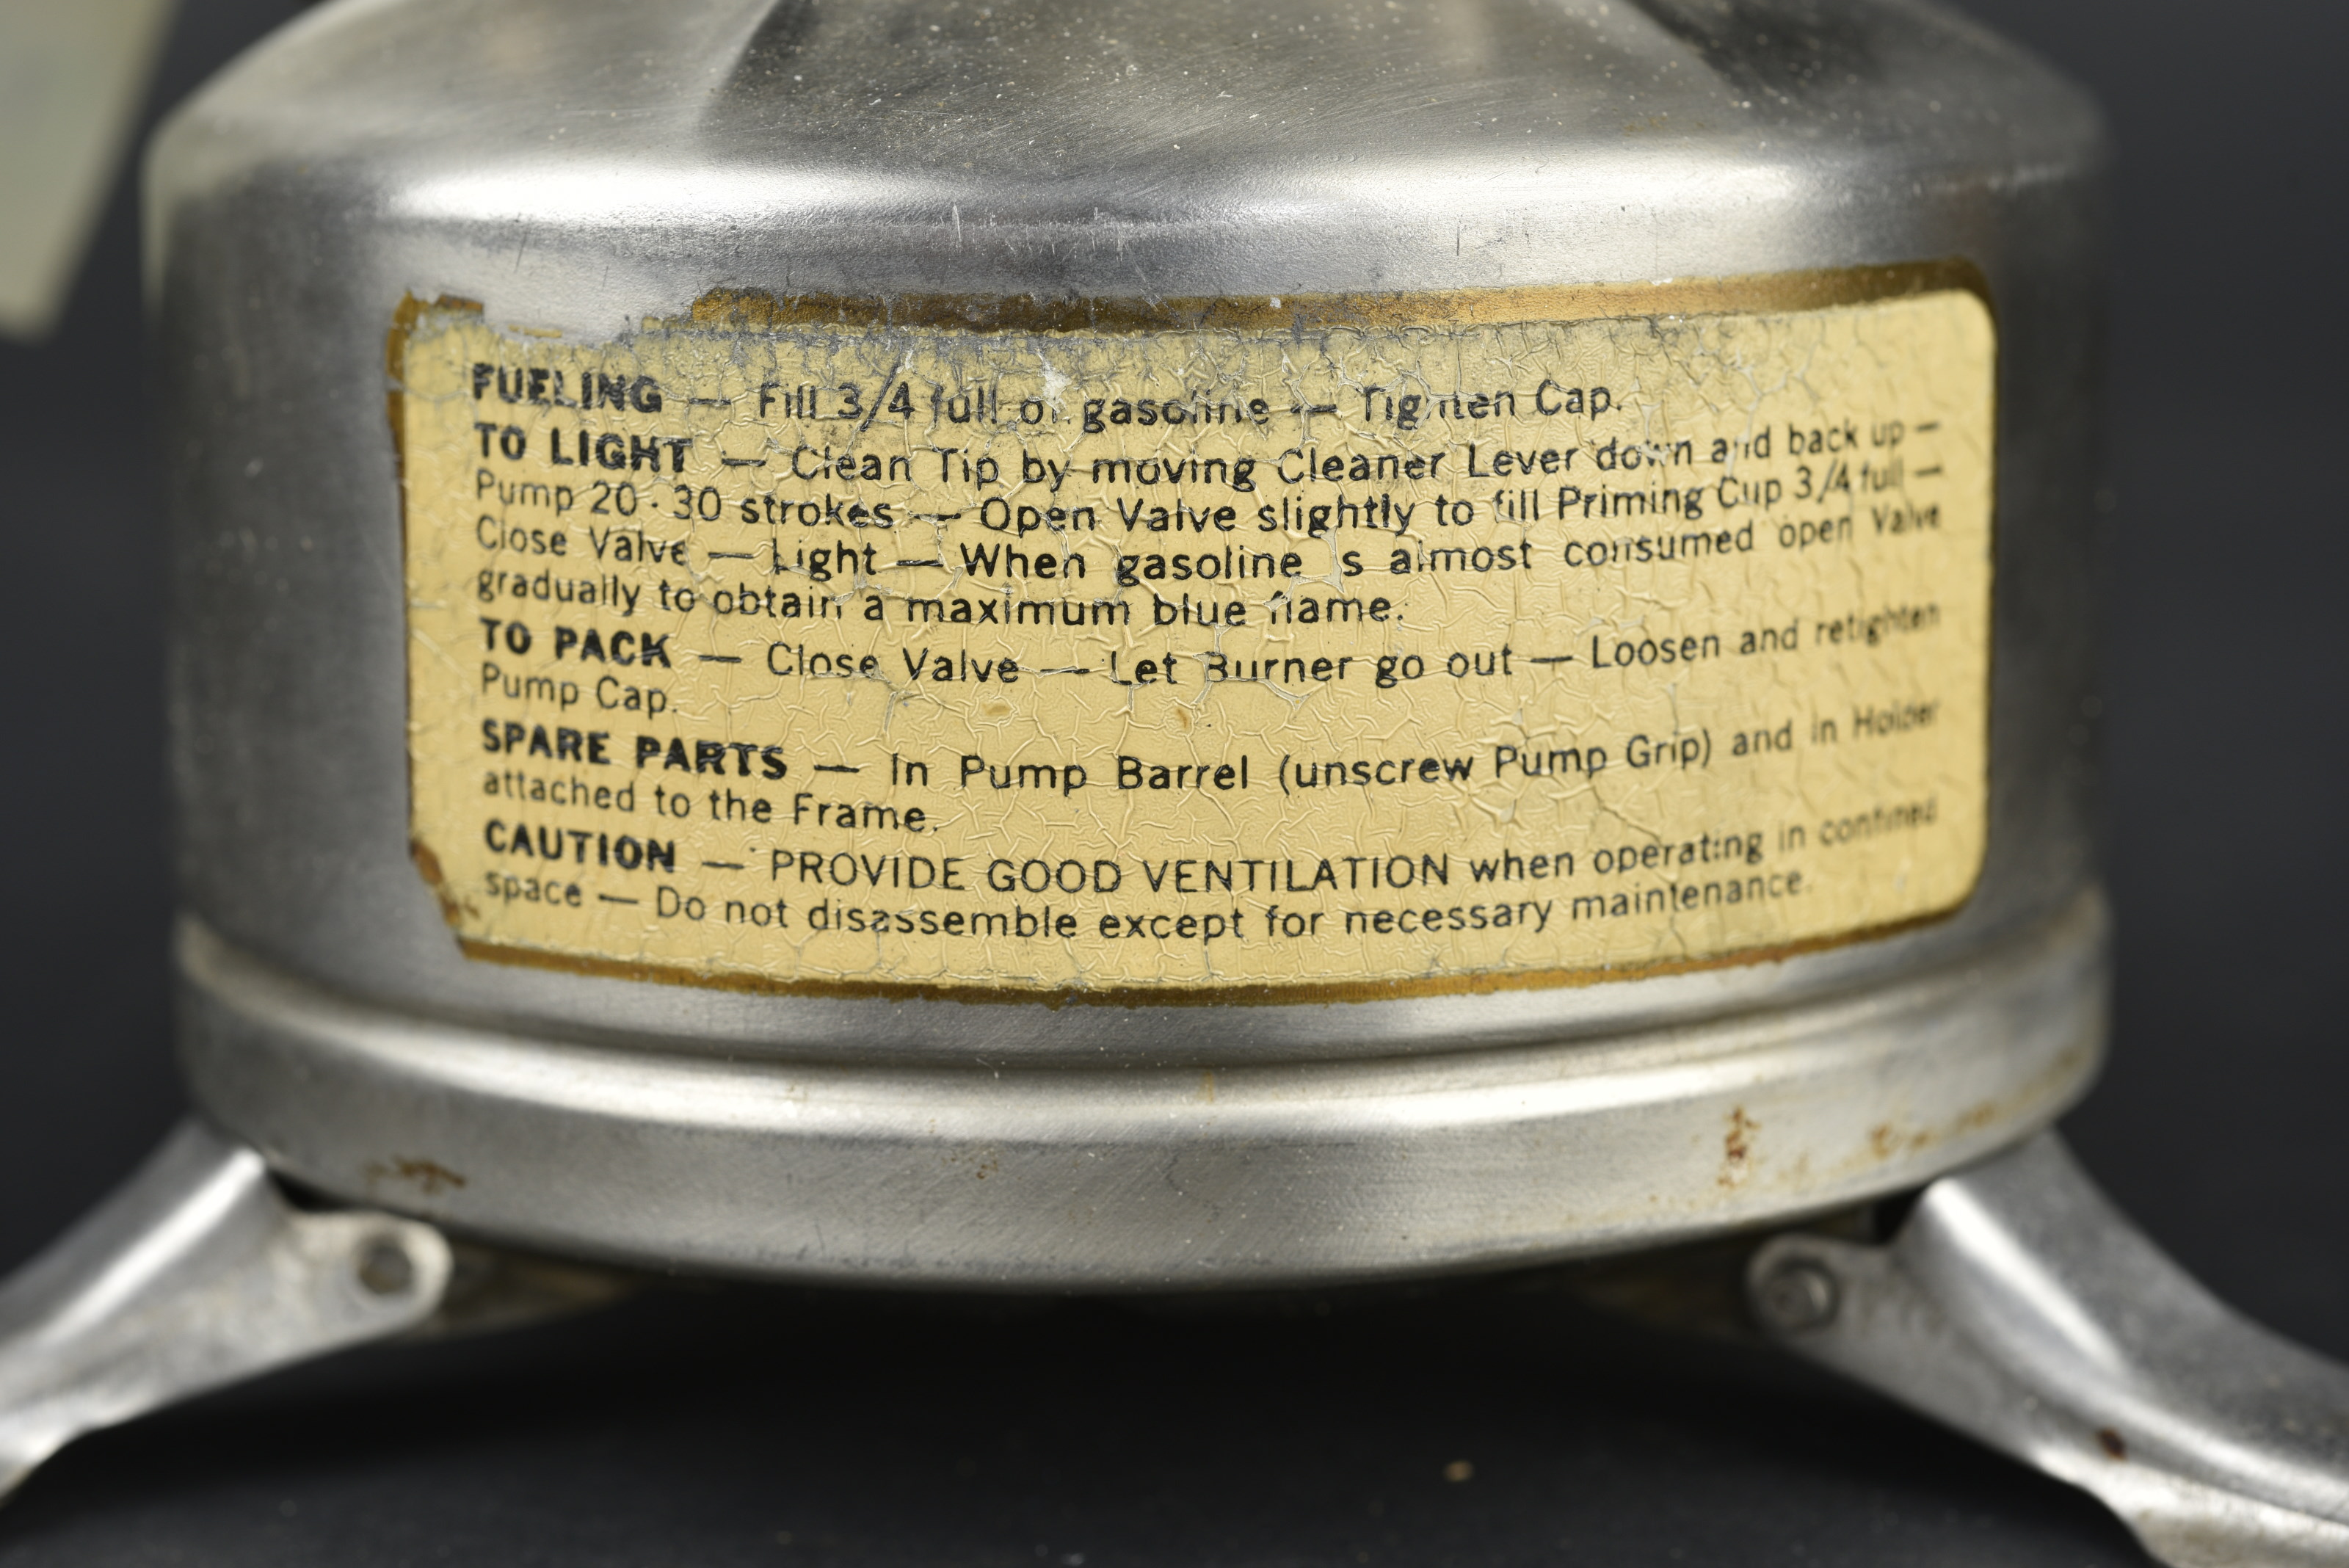 FUELING — Fill 3/4 full of gasoline — Tighten Cap.
TO LIGHT — Clean Tip by moving Cleaner Lever down and back up —
Pump 20-30 strokes — Open Valve slightly to fill Priming Cup 3/4 full —
Close Valve — Light — When gasoline is almost consumed open Valve
gradually to obtain a maximum blue flame.
TO PACK — Close Valve — Let Burner go out — Loosen and retighten
Pump Cap.
SPARE PARTS — In Pump Barrel (unscrew Pump Grip) and in Holder
attached to the Frame.
CAUTION — PROVIDE GOOD VENTILATION when operating in confined
space — Do not disassemble except for necessary maintenance.